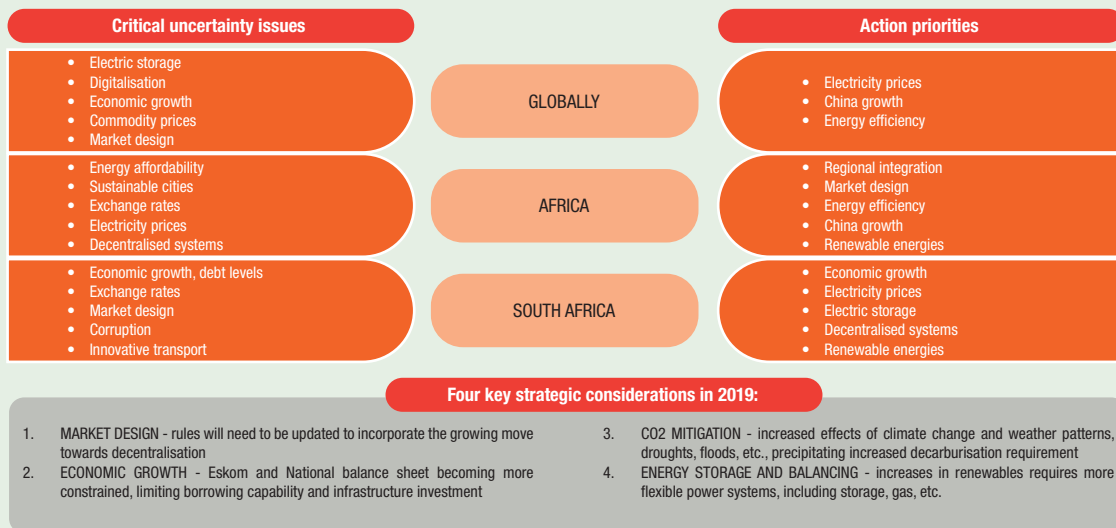 Critical uncertainty issues
Action priorities
• Electric storage
• Digitalisation
• Economic growth
• Commodity prices
• Market design
GLOBALLY
• Electricity prices
• China growth
• Energy efficiency
• Energy affordability
• Sustainable cities
• Exchange rates
• Electricity prices
• Decentralised systems
AFRICA
• Regional integration
• Market design
• Energy efficiency
• China growth
• Renewable energies
• Economic growth, debt levels
• Exchange rates
• Market design
• Corruption
• Innovative transport
SOUTH AFRICA
• Economic growth
• Electricity prices
• Electric storage
• Decentralised systems
• Renewable energies
Four key strategic considerations in 2019:
1. MARKET DESIGN - rules will need to be updated to incorporate the growing move
towards decentralisation
2. ECONOMIC GROWTH - Eskom and National balance sheet becoming more
constrained, limiting borrowing capability and infrastructure investment
3. CO2 MITIGATION - increased effects of climate change and weather patterns,
droughts, floods, etc., precipitating increased decarburisation requirement
4. ENERGY STORAGE AND BALANCING - increases in renewables requires more
flexible power systems, including storage, gas, etc.